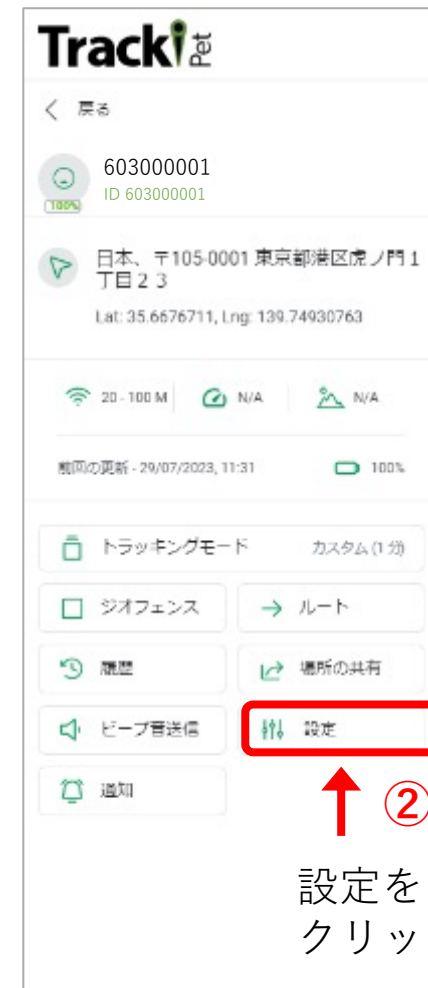 Tracki Pet
戻る
603000001
100%
ID 603000001
日本、〒105-0001 東京都港区虎ノ門1
丁目23
Lat: 35.6676711, Lng: 139.74930763
20 - 100 M N/A N/A
前回の更新 - 29/07/2023, 11:31 100%
トラッキングモード カスタム (1 分)
ジオフェンス ルート
履歴 場所の共有
ビープ音送信 設定
通知
②
設定を
クリッ